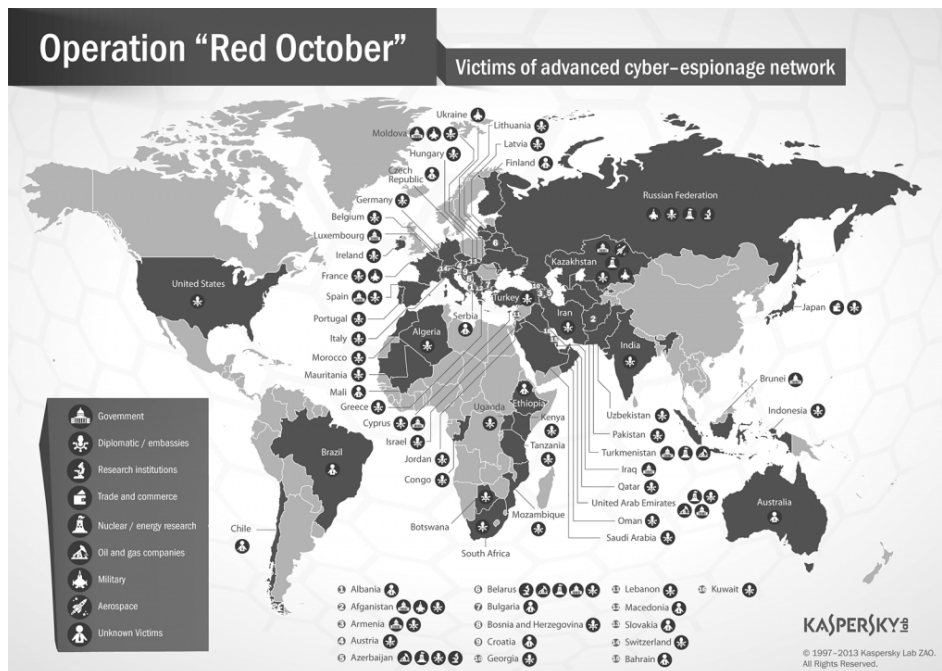 Operation “Red October”
Victims of advanced cyber–espionage network
Ukraine
Moldova
Hungary
Czech
Republic
Germany
Belgium
Luxembourg
Ireland
France
Spain
Portugal
Italy
Morocco
Mauritania
Mali
Greece
Cyprus
Israel
Jordan
Congo
Lithuania
Latvia
Finland
Russian Federation
Kazakhstan
United States
Turkey
Iran
Japan
Algeria
Serbia
India
Brunei
Indonesia
Ethiopia
Uganda
Kenya
Tanzania
Uzbekistan
Pakistan
Turkmenistan
Iraq
Qatar
United Arab Emirates
Oman
Saudi Arabia
Brazil
Chile
Botswana
Mozambique
South Africa
Australia
Government
Diplomatic / embassies
Research institutions
Trade and commerce
Nuclear / energy research
Oil and gas companies
Military
Aerospace
Unknown Victims
1 Albania
2 Afganistan
3 Armenia
4 Austria
5 Azerbaijan
6 Belarus
7 Bulgaria
8 Bosnia and Herzegovina
9 Croatia
10 Georgia
11 Lebanon
12 Macedonia
13 Slovakia
14 Switzerland
15 Bahrain
16 Kuwait
KASPERSKY lab
© 1997–2013 Kaspersky Lab ZAO.
All Rights Reserved.